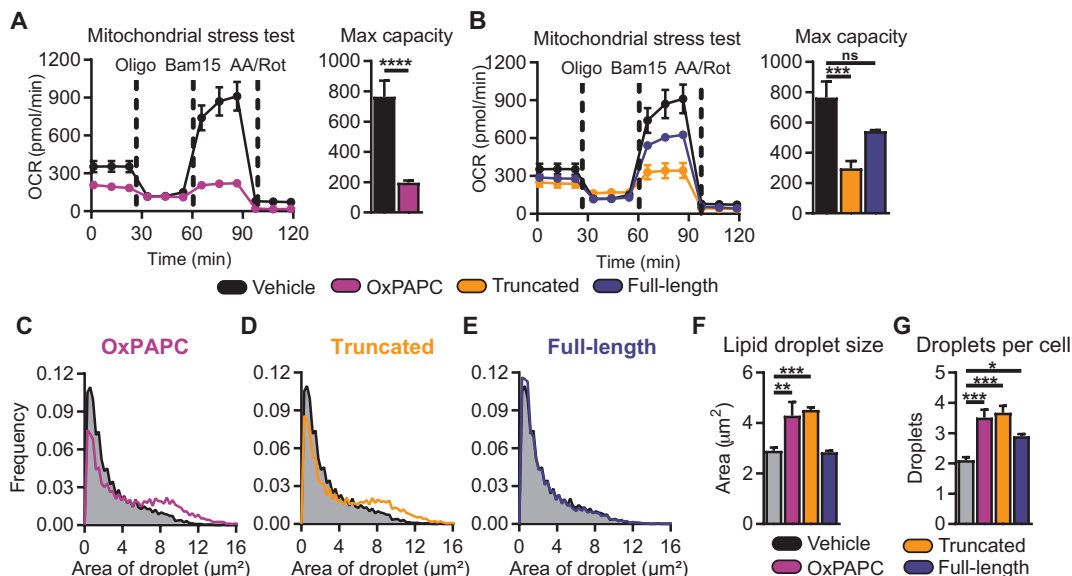 A
Mitochondrial stress test
Oligo Bam15 AA/Rot
OCR (pmol/min)
1200
900
600
300
0
0 30 60 90 120
Time (min)
Max capacity
****
1000
800
600
400
200
0
B
Mitochondrial stress test
Oligo Bam15 AA/Rot
OCR (pmol/min)
1200
900
600
300
0
0 30 60 90 120
Time (min)
Max capacity
ns
***
1000
800
600
400
200
0
Vehicle OxPAPC Truncated Full-length
C
OxPAPC
Frequency
0.12
0.09
0.06
0.03
0.00
0 4 8 12 16
Area of droplet (µm²)
D
Truncated
0.12
0.09
0.06
0.03
0.00
0 4 8 12 16
Area of droplet (µm²)
E
Full-length
0.12
0.09
0.06
0.03
0.00
0 4 8 12 16
Area of droplet (µm²)
F
Lipid droplet size
***
**
Area (µm²)
6
4
2
0
G
Droplets per cell
*
***
***
Droplets
5
4
3
2
1
0
Vehicle Truncated
OxPAPC Full-length